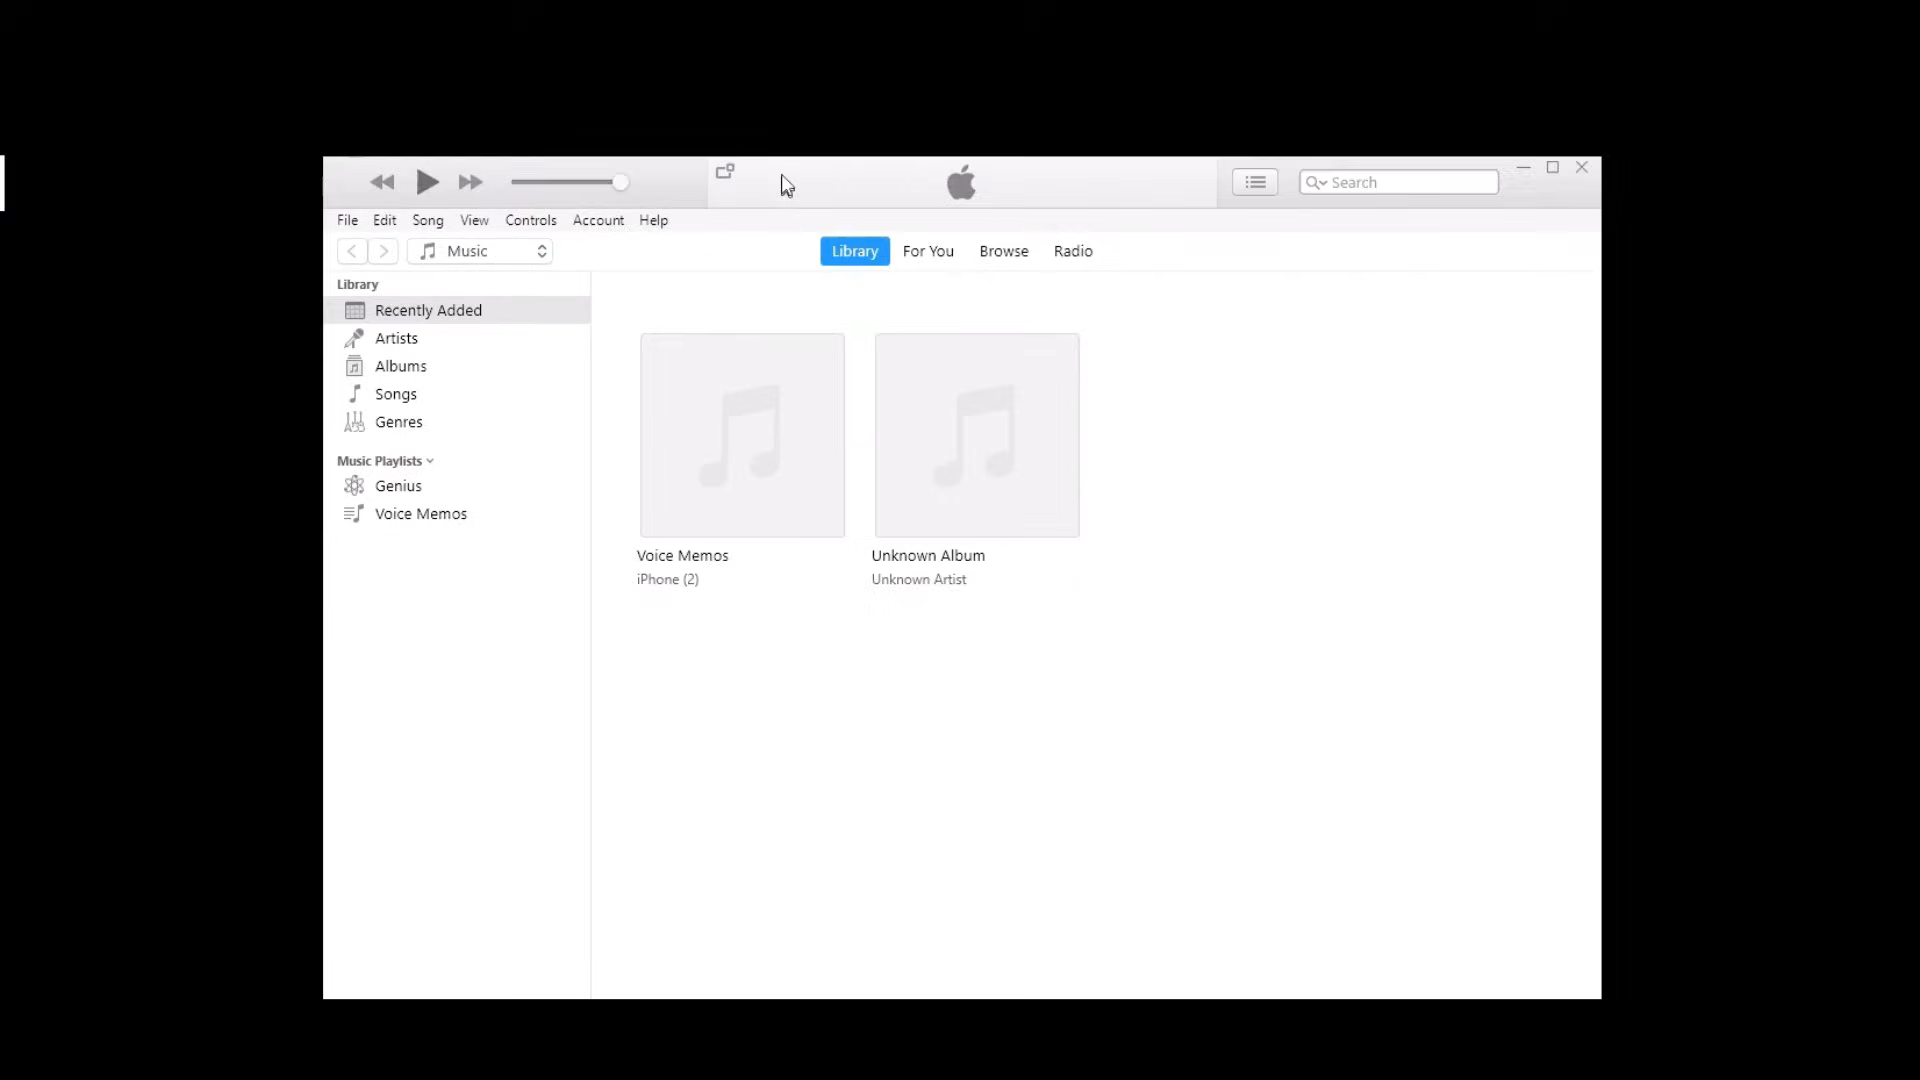 Search
File Edit Song View Controls Account Help
Music
Library For You Browse Radio
Library
Recently Added
Artists
Albums
Songs
Genres
Music Playlists
Genius
Voice Memos
Voice Memos
iPhone (2)
Unknown Album
Unknown Artist